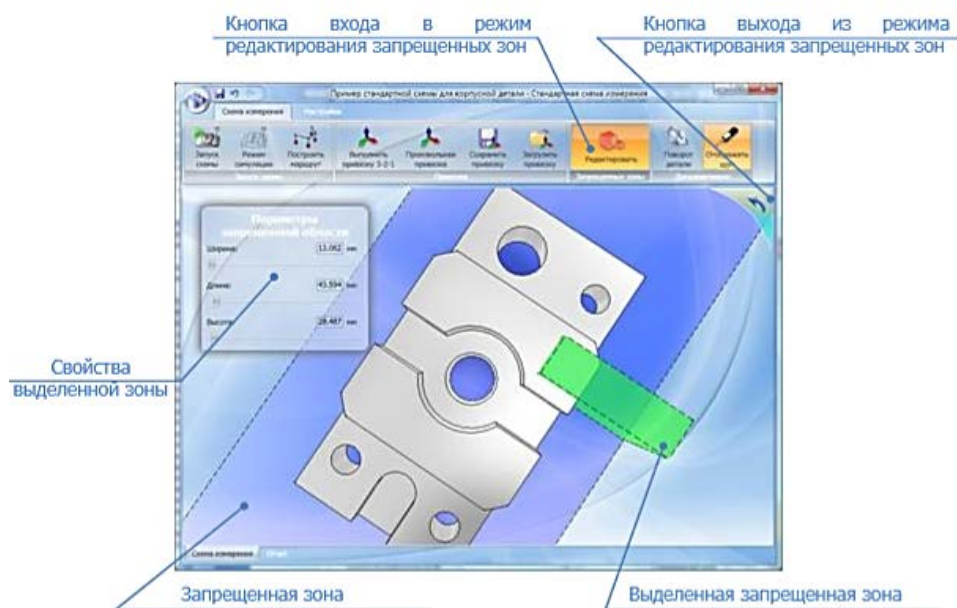 Кнопка входа в режим
редактирования запрещенных зон
Кнопка выхода из режима
редактирования запрещенных зон
Пример стандартной схемы для корпусной детали - Стандартная схема измерения
Схема измерения Настройки
Запуск схемы
Режим симуляции
Построить маршрут
Выполнить привязку 3-2-1
Произвольная привязка
Сохранить привязку
Загрузить привязку
Редактировать
Поворот детали
Отображать
Запрещенные зоны
Параметры
запрещенной области
Ширина: 13.062 мм
Длина: 43.594 мм
Высота: 28.487 мм
Свойства
выделенной зоны
Схема измерения Отчет
Запрещенная зона
Выделенная запрещенная зона